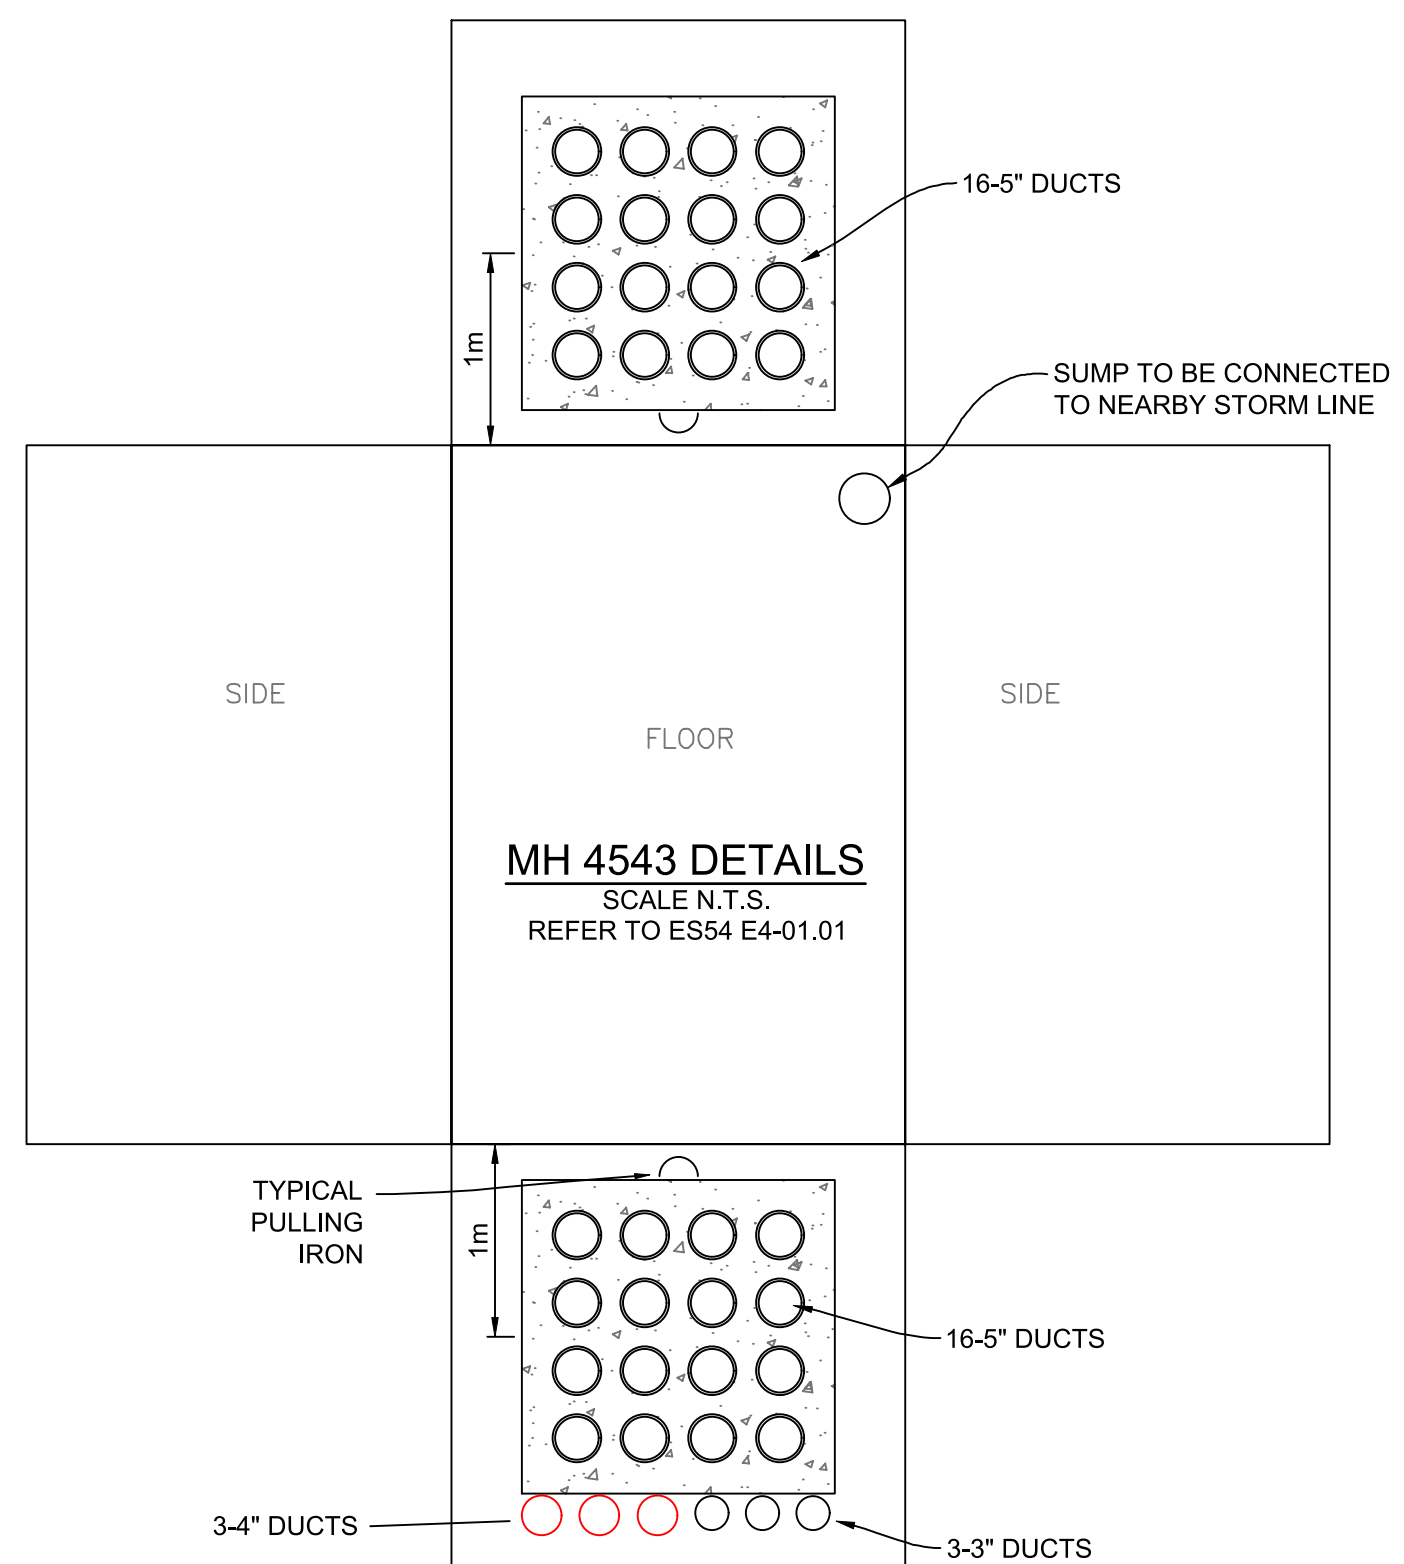 16-5" DUCTS
1m
SUMP TO BE CONNECTED
TO NEARBY STORM LINE
SIDE
SIDE
FLOOR
MH 4543 DETAILS
SCALE N.T.S.
REFER TO ES54 E4-01.01
TYPICAL
PULLING
IRON
1m
16-5" DUCTS
3-4" DUCTS
3-3" DUCTS